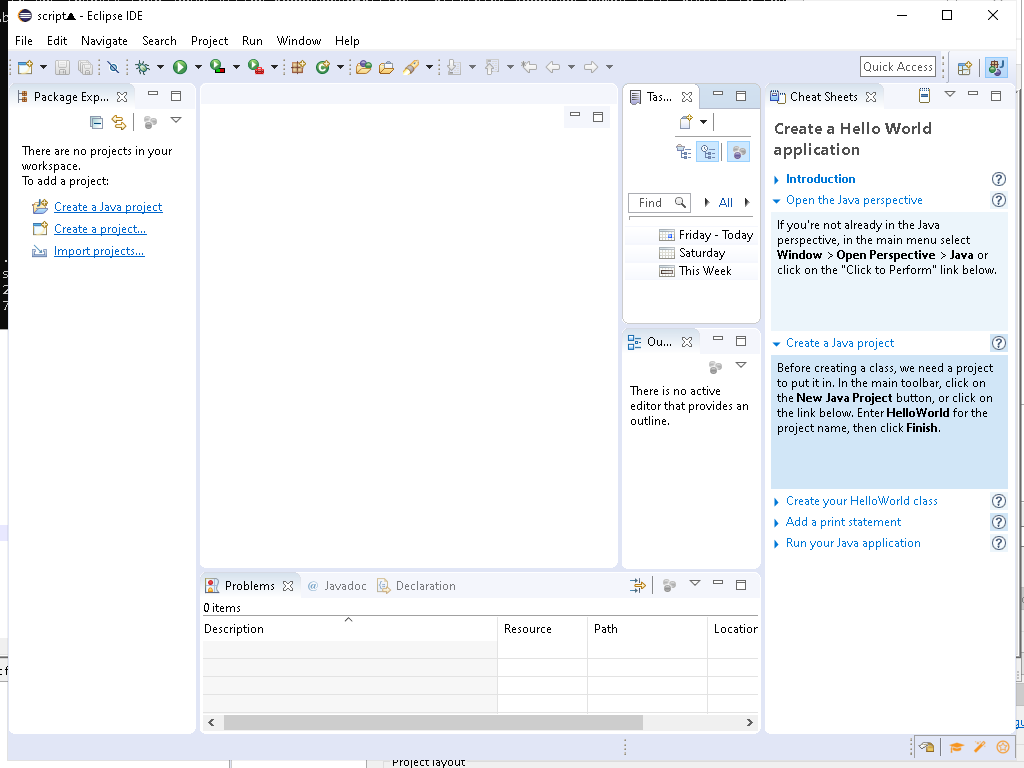 script▲ - Eclipse IDE
File Edit Navigate Search Project Run Window Help
Quick Access
Package Exp...
Tas...
Cheat Sheets
There are no projects in your
workspace.
To add a project:
Create a Java project
Create a project...
Import projects...
Find
All
Friday - Today
Saturday
This Week
Ou...
There is no active
editor that provides an
outline.
Create a Hello World
application
Introduction
Open the Java perspective
If you're not already in the Java
perspective, in the main menu select
Window > Open Perspective > Java or
click on the "Click to Perform" link below.
Create a Java project
Before creating a class, we need a project
to put it in. In the main toolbar, click on
the New Java Project button, or click on
the link below. Enter HelloWorld for the
project name, then click Finish.
Create your HelloWorld class
Add a print statement
Run your Java application
Problems @ Javadoc Declaration
0 items
Description Resource Path Location
Project layout